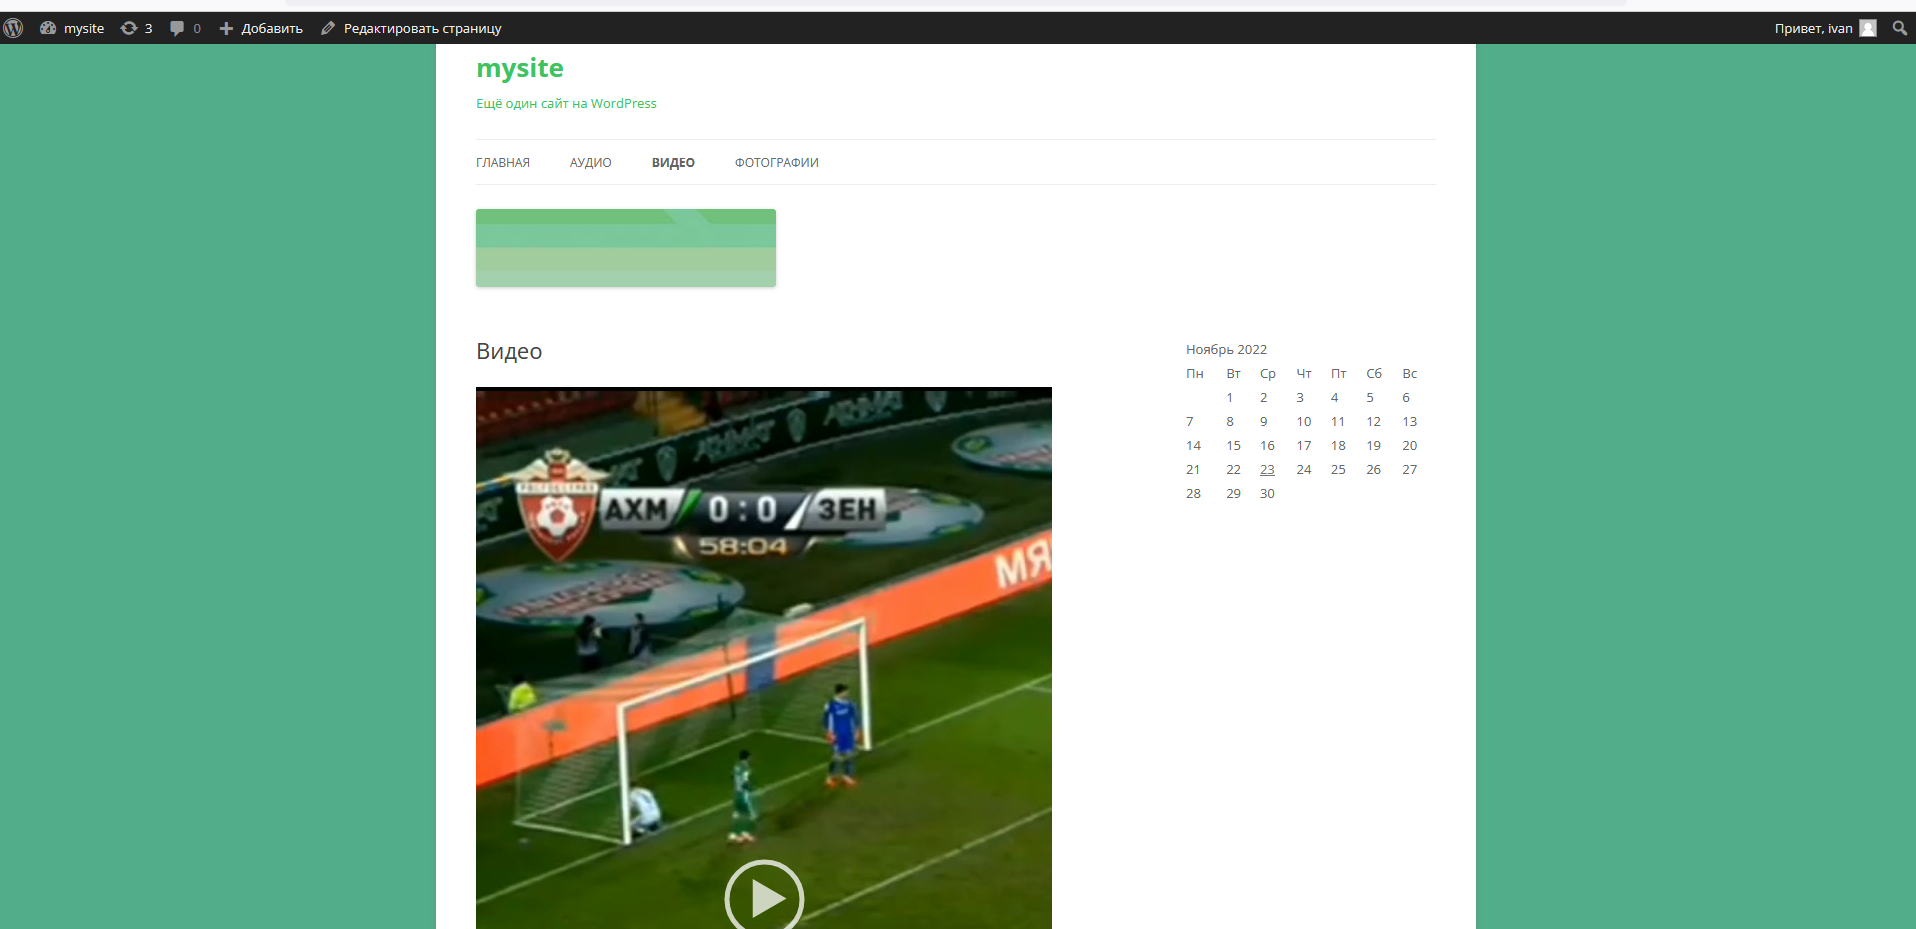 mysite 3 0 Добавить Редактировать страницу Привет, ivan
mysite
Ещё один сайт на WordPress
ГЛАВНАЯ АУДИО ВИДЕО ФОТОГРАФИИ
Видео
AHMAT AHMAT
АХМ 0:0 ЗЕН
58:04
МЯ
Ноябрь 2022
Пн Вт Ср Чт Пт Сб Вс
1 2 3 4 5 6
7 8 9 10 11 12 13
14 15 16 17 18 19 20
21 22 23 24 25 26 27
28 29 30